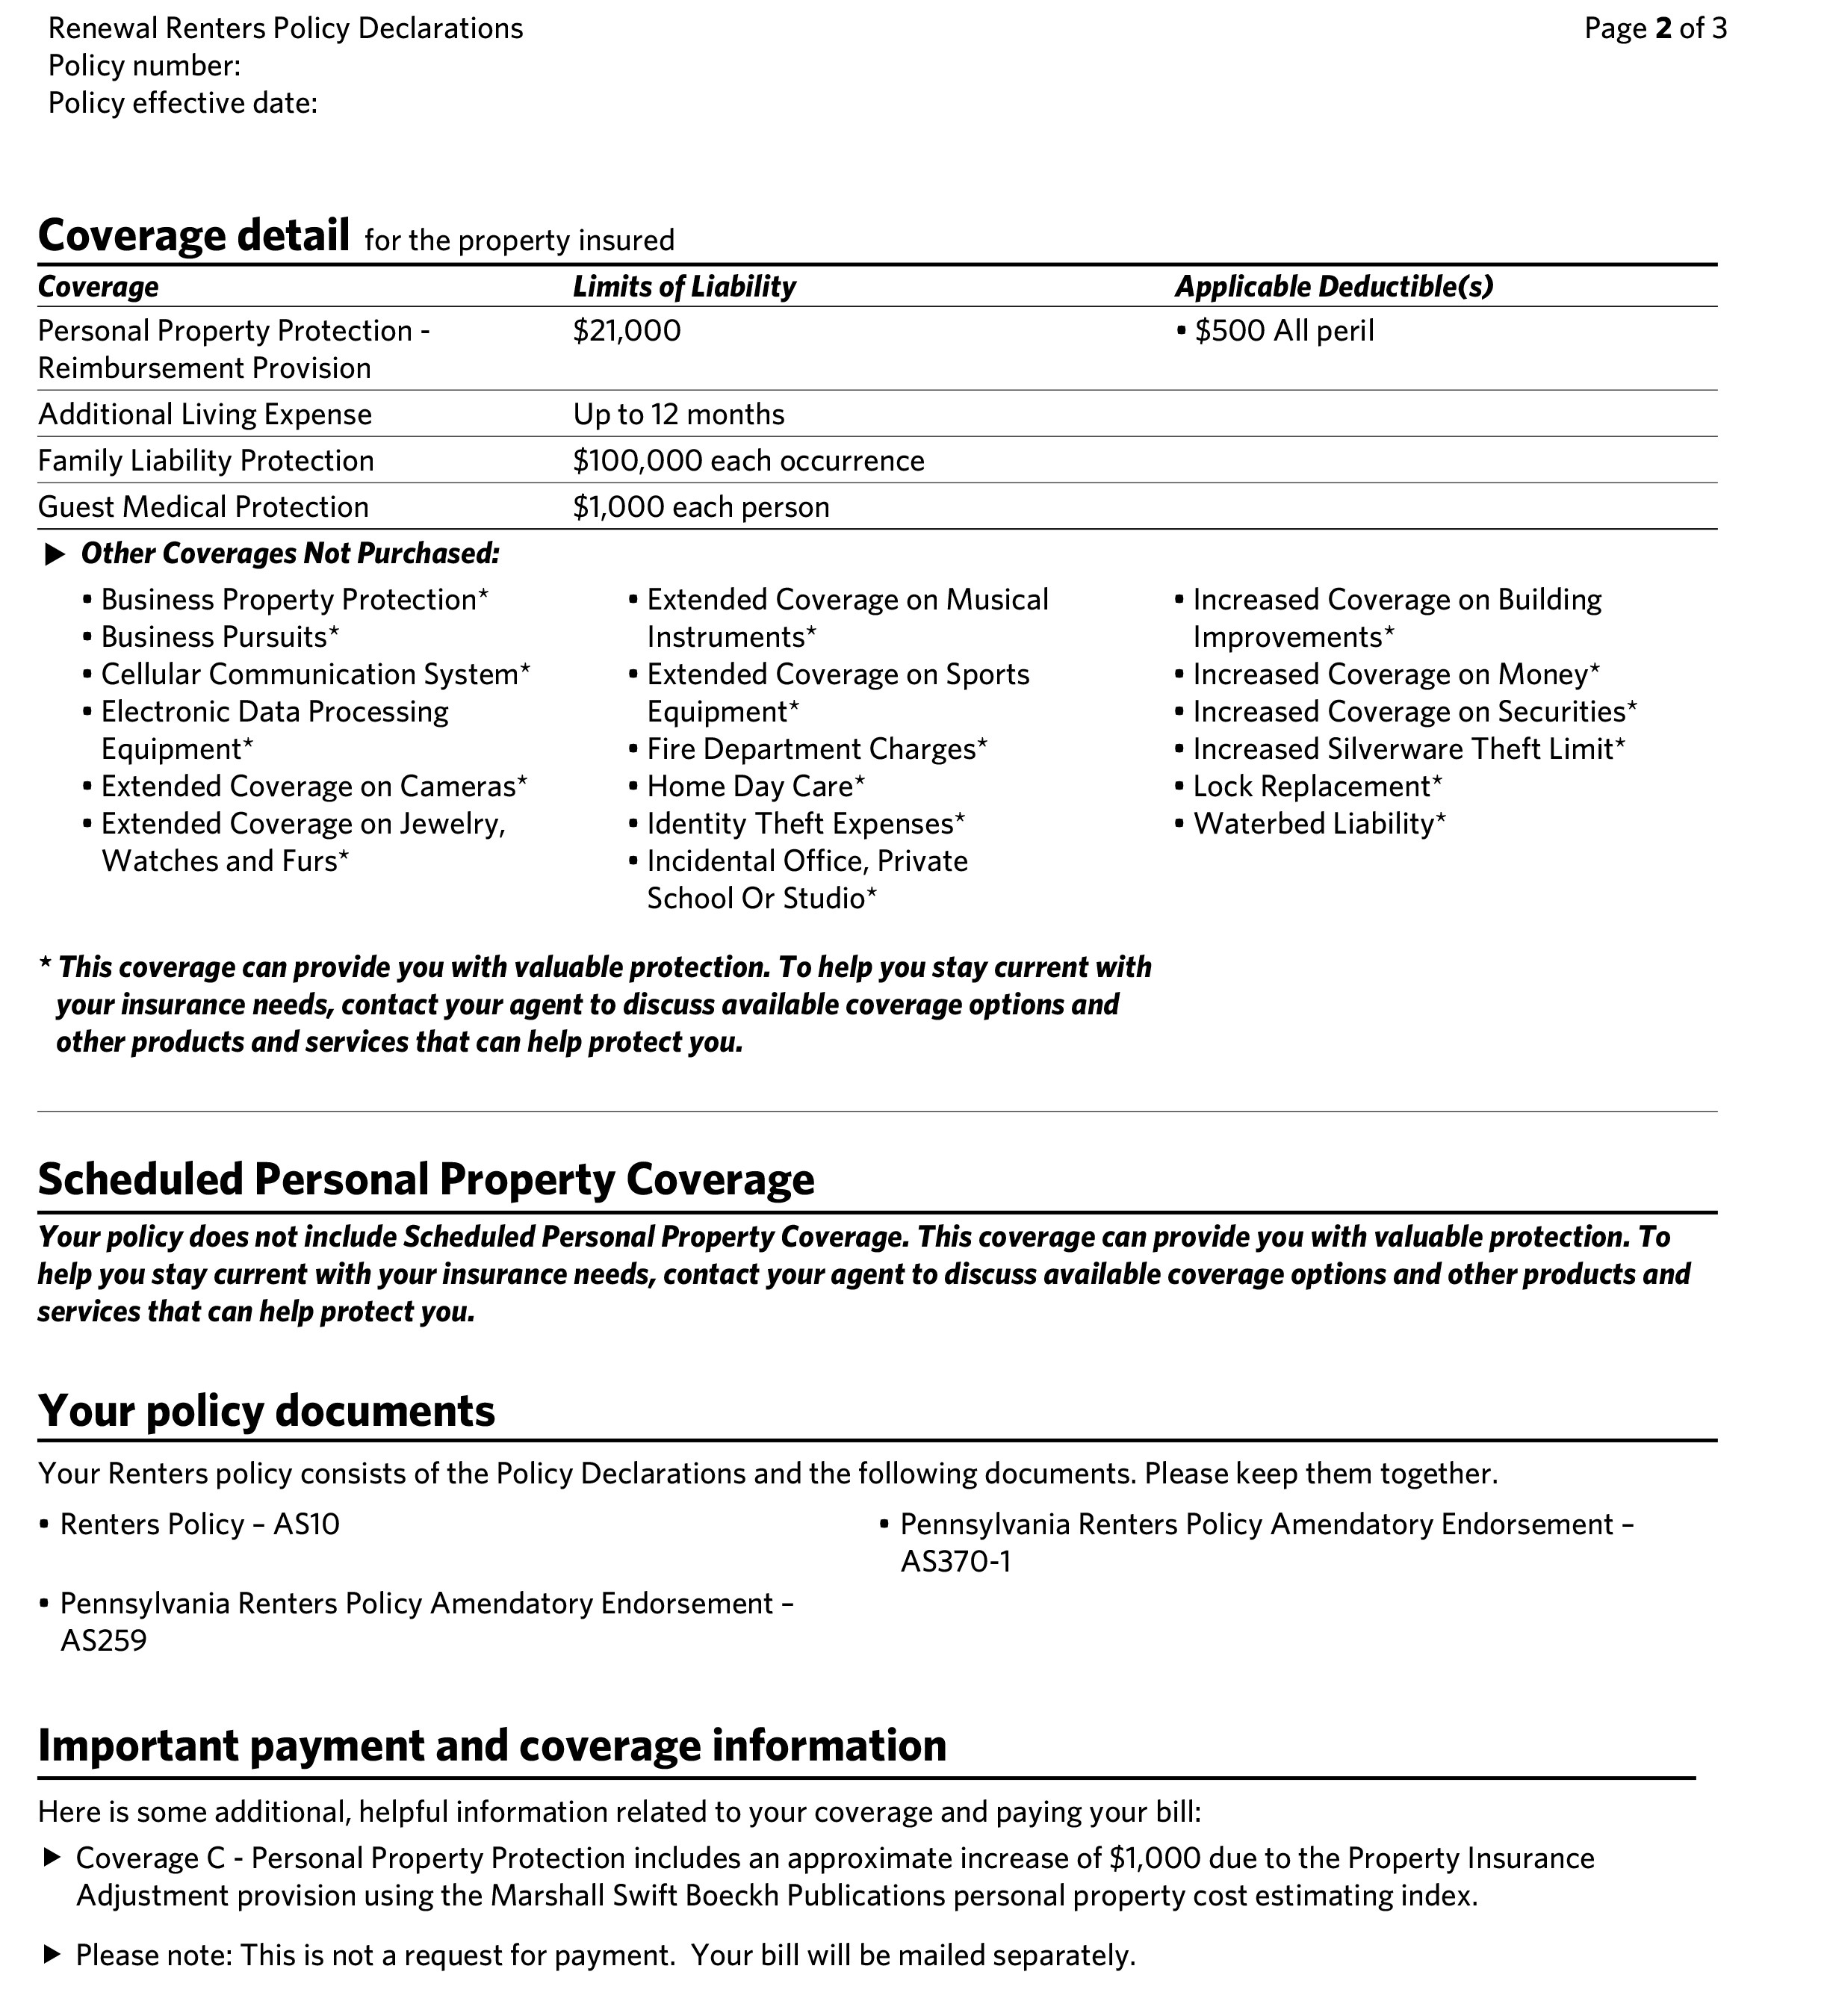 Renewal Renters Policy Declarations
Page 2 of 3
Policy number:
Policy effective date:
Coverage detail for the property insured
Coverage Limits of Liability Applicable Deductible(s)
Personal Property Protection - $21,000 • $500 All peril
Reimbursement Provision
Additional Living Expense Up to 12 months
Family Liability Protection $100,000 each occurrence
Guest Medical Protection $1,000 each person
▶ Other Coverages Not Purchased:
• Business Property Protection*
• Business Pursuits*
• Cellular Communication System*
• Electronic Data Processing
Equipment*
• Extended Coverage on Cameras*
• Extended Coverage on Jewelry,
Watches and Furs*
• Extended Coverage on Musical
Instruments*
• Extended Coverage on Sports
Equipment*
• Fire Department Charges*
• Home Day Care*
• Identity Theft Expenses*
• Incidental Office, Private
School Or Studio*
• Increased Coverage on Building
Improvements*
• Increased Coverage on Money*
• Increased Coverage on Securities*
• Increased Silverware Theft Limit*
• Lock Replacement*
• Waterbed Liability*
* This coverage can provide you with valuable protection. To help you stay current with
your insurance needs, contact your agent to discuss available coverage options and
other products and services that can help protect you.
Scheduled Personal Property Coverage
Your policy does not include Scheduled Personal Property Coverage. This coverage can provide you with valuable protection. To
help you stay current with your insurance needs, contact your agent to discuss available coverage options and other products and
services that can help protect you.
Your policy documents
Your Renters policy consists of the Policy Declarations and the following documents. Please keep them together.
• Renters Policy – AS10
• Pennsylvania Renters Policy Amendatory Endorsement –
AS370-1
• Pennsylvania Renters Policy Amendatory Endorsement –
AS259
Important payment and coverage information
Here is some additional, helpful information related to your coverage and paying your bill:
▶ Coverage C - Personal Property Protection includes an approximate increase of $1,000 due to the Property Insurance
Adjustment provision using the Marshall Swift Boeckh Publications personal property cost estimating index.
▶ Please note: This is not a request for payment. Your bill will be mailed separately.